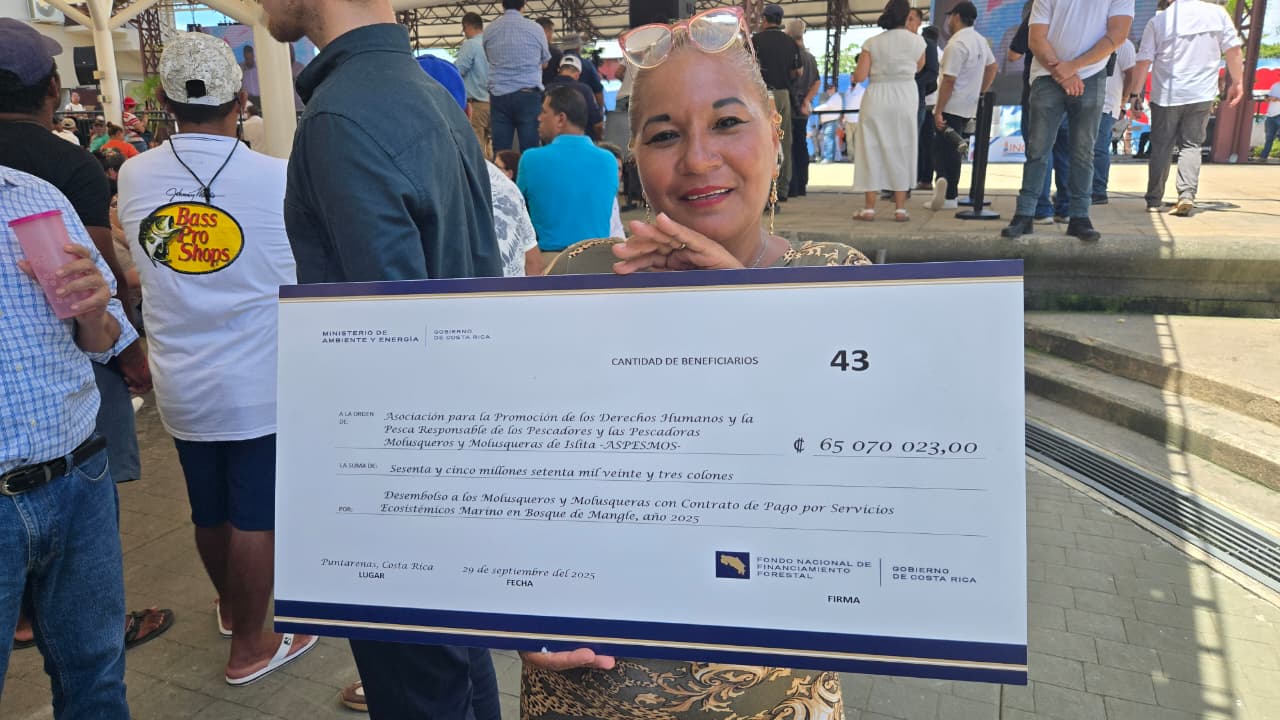 Bass
Pro
Shops
MINISTERIO DE
AMBIENTE Y ENERGÍA
GOBIERNO
DE COSTA RICA
CANTIDAD DE BENEFICIARIOS 43
A LA ORDEN
DE:
Asociación para la Promoción de los Derechos Humanos y la
Pesca Responsable de los Pescadores y las Pescadoras
Molusqueros y Molusqueras de Islita -ASPESMOS-
₡ 65 070 023,00
LA SUMA DE: Sesenta y cinco millones setenta mil veinte y tres colones
POR:
Desembolso a los Molusqueros y Molusqueras con Contrato de Pago por Servicios
Ecosistémicos Marino en Bosque de Mangle, año 2025
Puntarenas, Costa Rica
LUGAR
29 de septiembre del 2025
FECHA
FONDO NACIONAL DE
FINANCIAMIENTO
FORESTAL
GOBIERNO
DE COSTA RICA
FIRMA